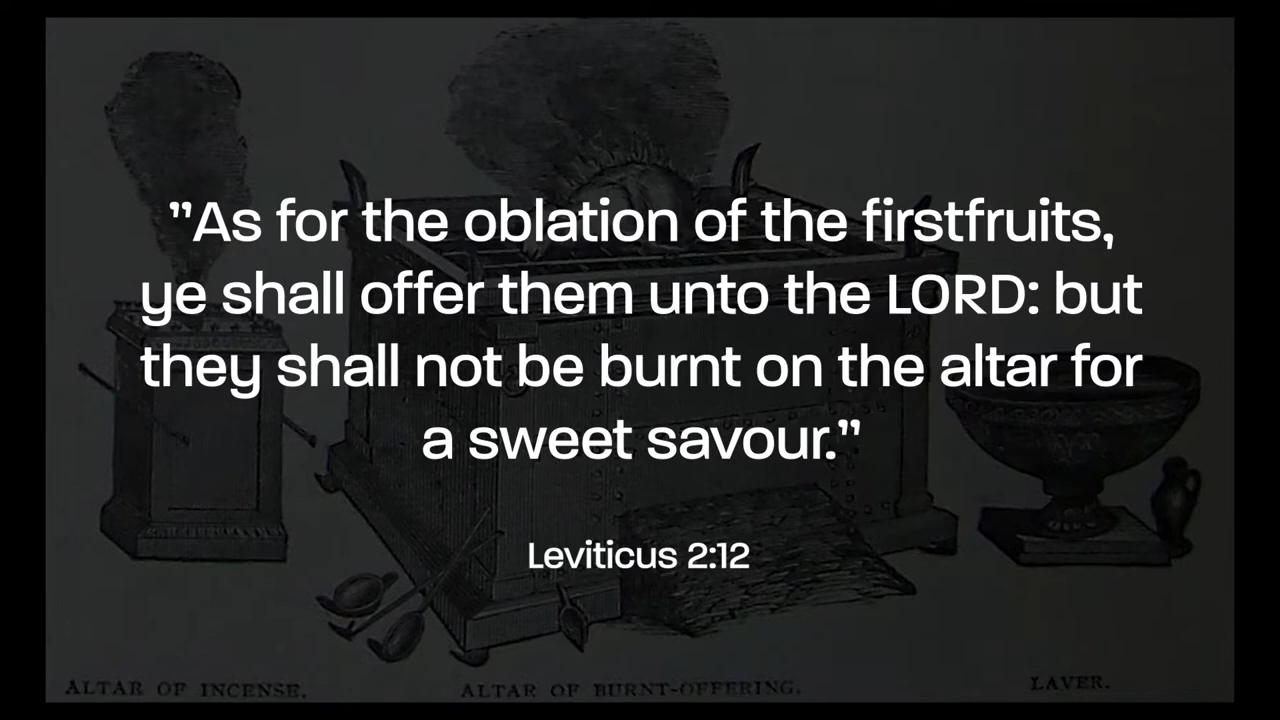 ”As for the oblation of the firstfruits,
ye shall offer them unto the LORD: but
they shall not be burnt on the altar for
a sweet savour.”
Leviticus 2:12
ALTAR OF INCENSE.
ALTAR OF BURNT-OFFERING.
LAVER.